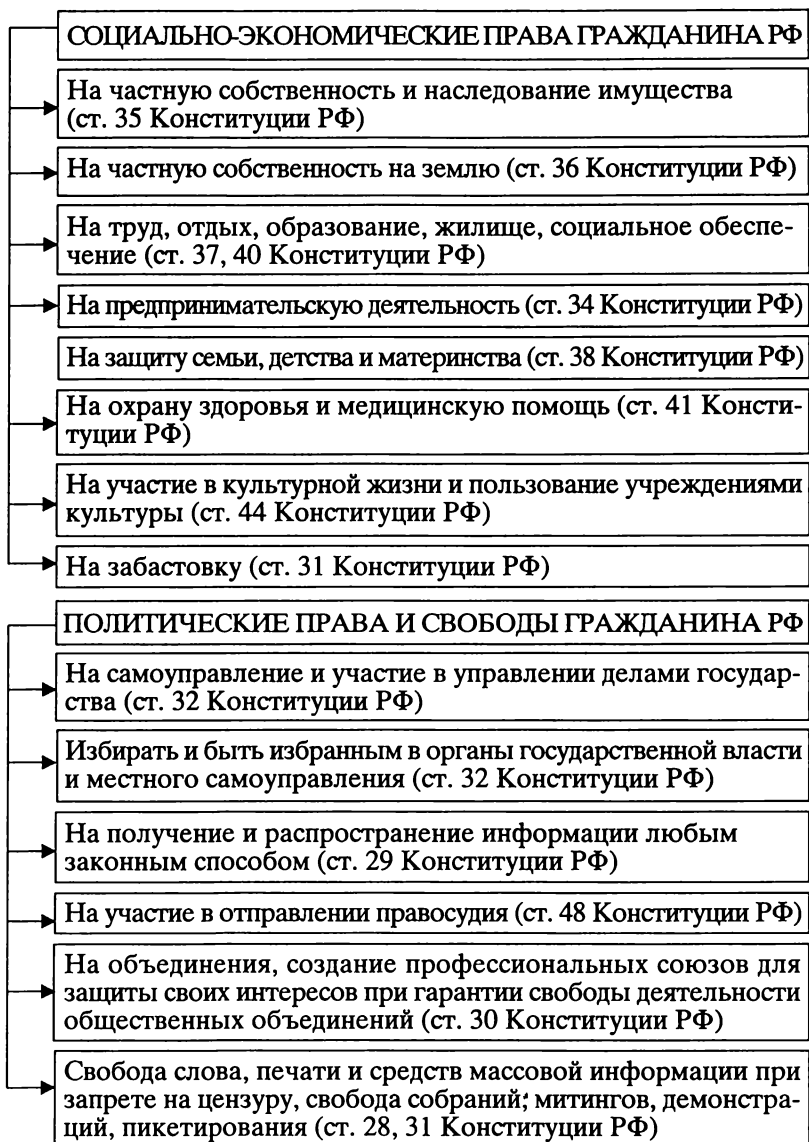 СОЦИАЛЬНО-ЭКОНОМИЧЕСКИЕ ПРАВА ГРАЖДАНИНА РФ
На частную собственность и наследование имущества
(ст. 35 Конституции РФ)
На частную собственность на землю (ст. 36 Конституции РФ)
На труд, отдых, образование, жилище, социальное обеспе-
чение (ст. 37, 40 Конституции РФ)
На предпринимательскую деятельность (ст. 34 Конституции РФ)
На защиту семьи, детства и материнства (ст. 38 Конституции РФ)
На охрану здоровья и медицинскую помощь (ст. 41 Консти-
туции РФ)
На участие в культурной жизни и пользование учреждениями
культуры (ст. 44 Конституции РФ)
На забастовку (ст. 31 Конституции РФ)
ПОЛИТИЧЕСКИЕ ПРАВА И СВОБОДЫ ГРАЖДАНИНА РФ
На самоуправление и участие в управлении делами государ-
ства (ст. 32 Конституции РФ)
Избирать и быть избранным в органы государственной власти
и местного самоуправления (ст. 32 Конституции РФ)
На получение и распространение информации любым
законным способом (ст. 29 Конституции РФ)
На участие в отправлении правосудия (ст. 48 Конституции РФ)
На объединения, создание профессиональных союзов для
защиты своих интересов при гарантии свободы деятельности
общественных объединений (ст. 30 Конституции РФ)
Свобода слова, печати и средств массовой информации при
запрете на цензуру, свобода собраний; митингов, демонстра-
ций, пикетирования (ст. 28, 31 Конституции РФ)